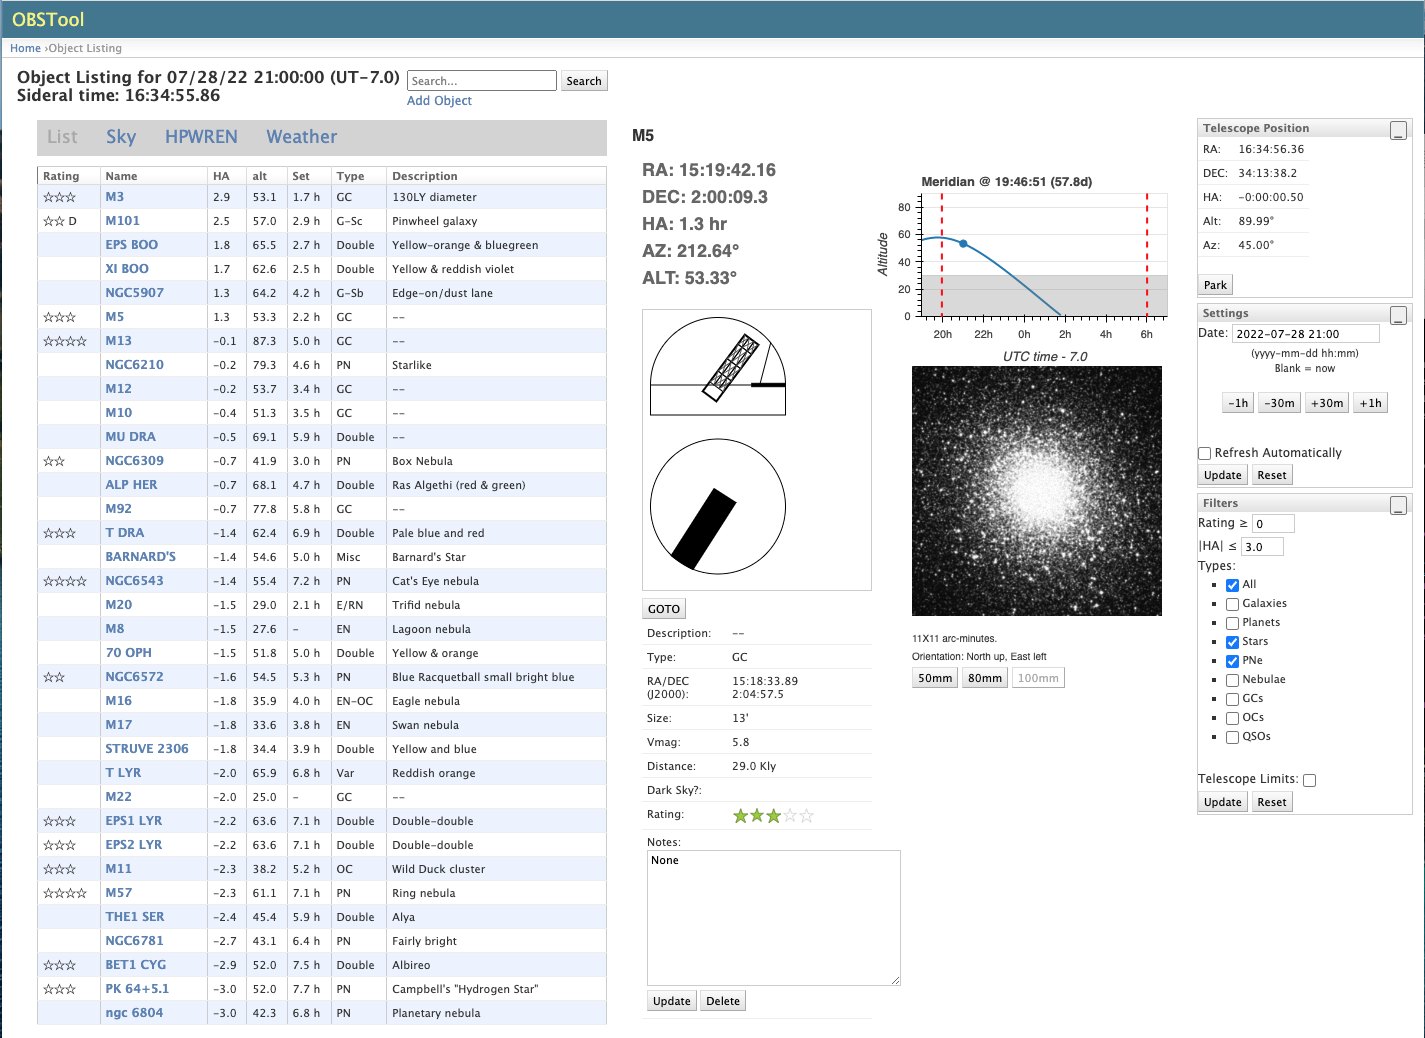 OBSTool
Home ›Object Listing
Object Listing for 07/28/22 21:00:00 (UT-7.0)
Sideral time: 16:34:55.86
Search...
Search
Add Object
List Sky HPWREN Weather
Rating Name HA alt Set Type Description
☆☆☆ M3 2.9 53.1 1.7 h GC 130LY diameter
☆☆ D M101 2.5 57.0 2.9 h G-Sc Pinwheel galaxy
EPS BOO 1.8 65.5 2.7 h Double Yellow-orange & bluegreen
XI BOO 1.7 62.6 2.5 h Double Yellow & reddish violet
NGC5907 1.3 64.2 4.2 h G-Sb Edge-on/dust lane
☆☆☆ M5 1.3 53.3 2.2 h GC --
☆☆☆☆ M13 -0.1 87.3 5.0 h GC --
NGC6210 -0.2 79.3 4.6 h PN Starlike
M12 -0.2 53.7 3.4 h GC --
M10 -0.4 51.3 3.5 h GC --
MU DRA -0.5 69.1 5.9 h Double --
☆☆ NGC6309 -0.7 41.9 3.0 h PN Box Nebula
ALP HER -0.7 68.1 4.7 h Double Ras Algethi (red & green)
M92 -0.7 77.8 5.8 h GC --
☆☆☆ T DRA -1.4 62.4 6.9 h Double Pale blue and red
BARNARD'S -1.4 54.6 5.0 h Misc Barnard's Star
☆☆☆☆ NGC6543 -1.4 55.4 7.2 h PN Cat's Eye nebula
M20 -1.5 29.0 2.1 h E/RN Trifid nebula
M8 -1.5 27.6 - EN Lagoon nebula
70 OPH -1.5 51.8 5.0 h Double Yellow & orange
☆☆ NGC6572 -1.6 54.5 5.3 h PN Blue Racquetball small bright blue
M16 -1.8 35.9 4.0 h EN-OC Eagle nebula
M17 -1.8 33.6 3.8 h EN Swan nebula
STRUVE 2306 -1.8 34.4 3.9 h Double Yellow and blue
T LYR -2.0 65.9 6.8 h Var Reddish orange
M22 -2.0 25.0 - GC --
☆☆☆ EPS1 LYR -2.2 63.6 7.1 h Double Double-double
☆☆☆ EPS2 LYR -2.2 63.6 7.1 h Double Double-double
☆☆☆ M11 -2.3 38.2 5.2 h OC Wild Duck cluster
☆☆☆☆ M57 -2.3 61.1 7.1 h PN Ring nebula
THE1 SER -2.4 45.4 5.9 h Double Alya
NGC6781 -2.7 43.1 6.4 h PN Fairly bright
☆☆☆ BET1 CYG -2.9 52.0 7.5 h Double Albireo
☆☆☆ PK 64+5.1 -3.0 52.0 7.7 h PN Campbell's "Hydrogen Star"
ngc 6804 -3.0 42.3 6.8 h PN Planetary nebula
M5
RA: 15:19:42.16
DEC: 2:00:09.3
HA: 1.3 hr
AZ: 212.64°
ALT: 53.33°
GOTO
Description: --
Type: GC
RA/DEC 15:18:33.89
(J2000): 2:04:57.5
Size: 13'
Vmag: 5.8
Distance: 29.0 Kly
Dark Sky?:
Rating: ★★★☆☆
Notes:
None
Update Delete
Meridian @ 19:46:51 (57.8d)
Altitude
80
60
40
20
0
20h 22h 0h 2h 4h 6h
UTC time - 7.0
11X11 arc-minutes.
Orientation: North up, East left
50mm 80mm 100mm
Telescope Position _
RA: 16:34:56.36
DEC: 34:13:38.2
HA: -0:00:00.50
Alt: 89.99°
Az: 45.00°
Park
Settings _
Date: 2022-07-28 21:00
(yyyy-mm-dd hh:mm)
Blank = now
-1h -30m +30m +1h
Refresh Automatically
Update Reset
Filters _
Rating ≥ 0
|HA| ≤ 3.0
Types:
All
Galaxies
Planets
Stars
PNe
Nebulae
GCs
OCs
QSOs
Telescope Limits:
Update Reset